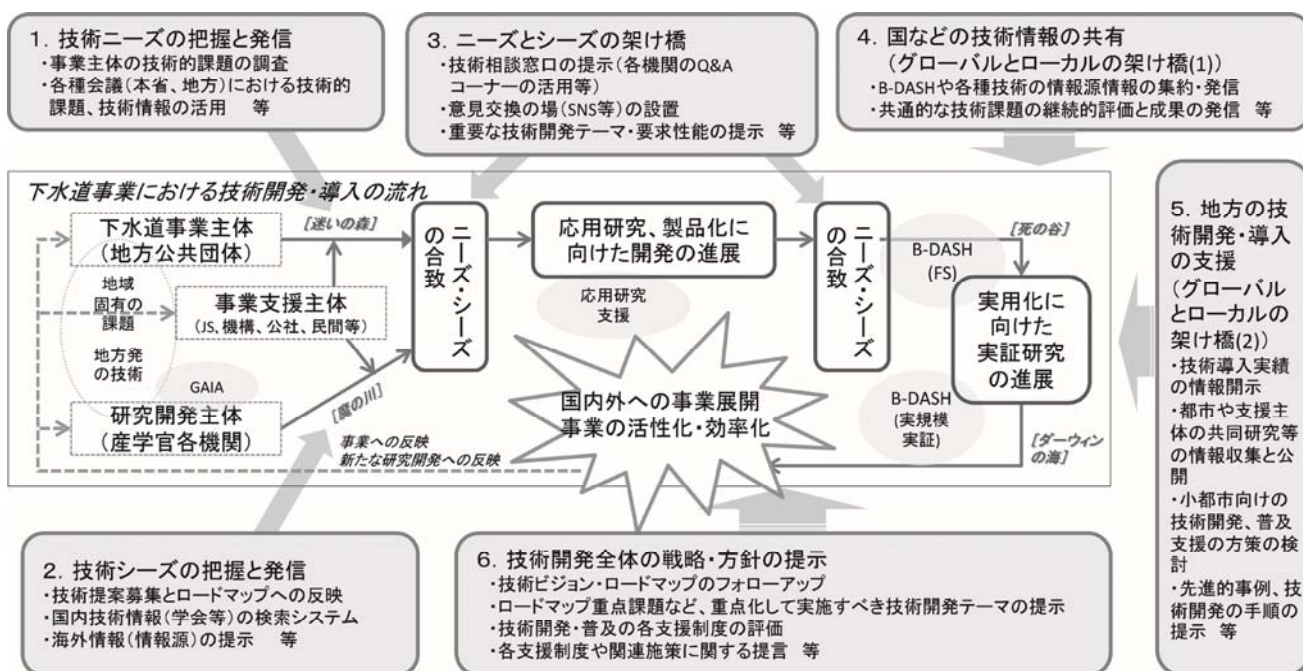 1．技術ニーズの把握と発信
・事業主体の技術的課題の調査
・各種会議（本省、地方）における技術的
課題、技術情報の活用　等
3．ニーズとシーズの架け橋
・技術相談窓口の提示（各機関のQ&A
コーナーの活用等）
・意見交換の場（SNS等）の設置
・重要な技術開発テーマ・要求性能の提示　等
4．国などの技術情報の共有
（グローバルとローカルの架け橋(1)）
・B-DASHや各種技術の情報源情報の集約・発信
・共通的な技術課題の継続的評価と成果の発信　等
下水道事業における技術開発・導入の流れ
下水道事業主体
（地方公共団体）
[迷いの森]
地域
固有の
課題
地方発
の技術
事業支援主体
（JS、機構、公社、民間等）
GAIA
研究開発主体
（産学官各機関）
[魔の川]
ニーズ・シーズ
の合致
応用研究、製品化に
向けた開発の進展
応用研究
支援
ニーズ・シーズ
の合致
B-DASH
(FS)
[死の谷]
実用化に
向けた
実証研究
の進展
B-DASH
(実規模
実証)
[ダーウィン
の海]
国内外への事業展開
事業の活性化・効率化
事業への反映
新たな研究開発への反映
5．地方の技
術開発・導入
の支援
（グローバル
とローカルの
架け橋(2)）
・技術導入実績
の情報開示
・都市や支援主
体の共同研究等
の情報収集と公
開
・小都市向けの
技術開発、普及
支援の方策の検
討
・先進的事例、技
術開発の手順の
提示　等
2．技術シーズの把握と発信
・技術提案募集とロードマップへの反映
・国内技術情報（学会等）の検索システム
・海外情報（情報源）の提示　等
6．技術開発全体の戦略・方針の提示
・技術ビジョン・ロードマップのフォローアップ
・ロードマップ重点課題など、重点化して実施すべき技術開発テーマの提示
・技術開発・普及の各支援制度の評価
・各支援制度や関連施策に関する提言　等